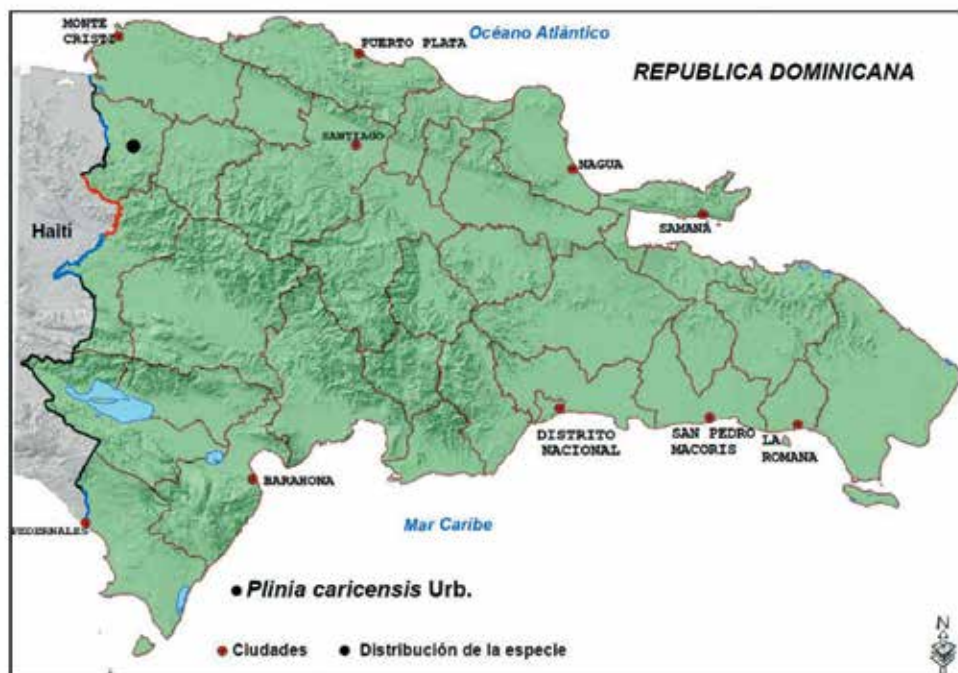 MONTE
CRISTI
PUERTO PLATA
Océano Atlántico
REPUBLICA DOMINICANA
SANTIAGO
NAGUA
SAMANA
Haití
DISTRITO
NACIONAL
SAN PEDRO
MACORIS
LA
ROMANA
BARAHONA
PEDERNALES
Mar Caribe
Plinia caricensis Urb.
Ciudades
Distribución de la especie
N